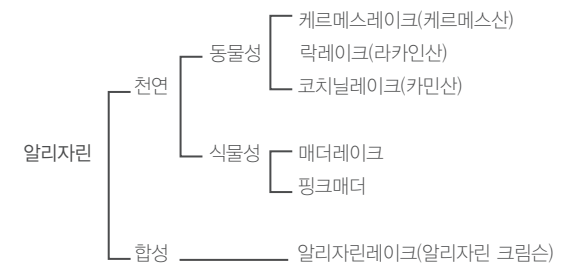 케르메스레이크(케르메스산)
동물성 락레이크(라카인산)
천연 코치닐레이크(카민산)
알리자린 식물성 매더레이크
핑크매더
합성 알리자린레이크(알리자린 크림슨)